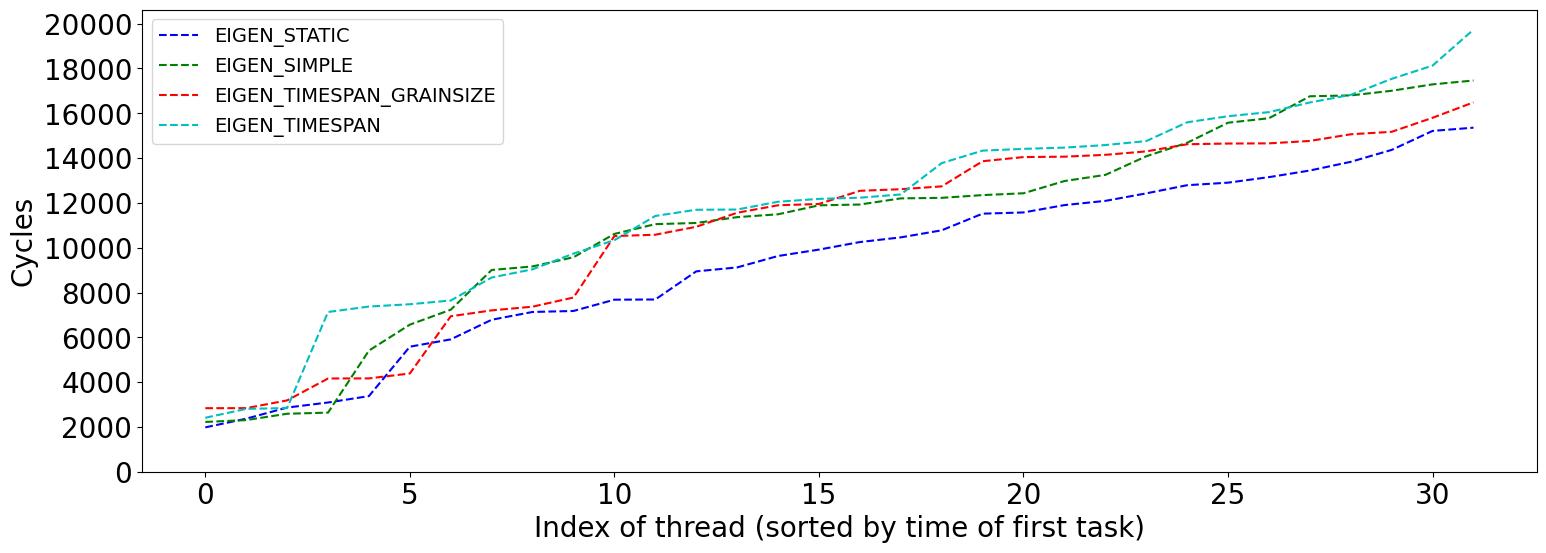 20000
18000
16000
14000
12000
10000
8000
6000
4000
2000
0
Cycles
EIGEN_STATIC
EIGEN_SIMPLE
EIGEN_TIMESPAN_GRAINSIZE
EIGEN_TIMESPAN
0 5 10 15 20 25 30
Index of thread (sorted by time of first task)